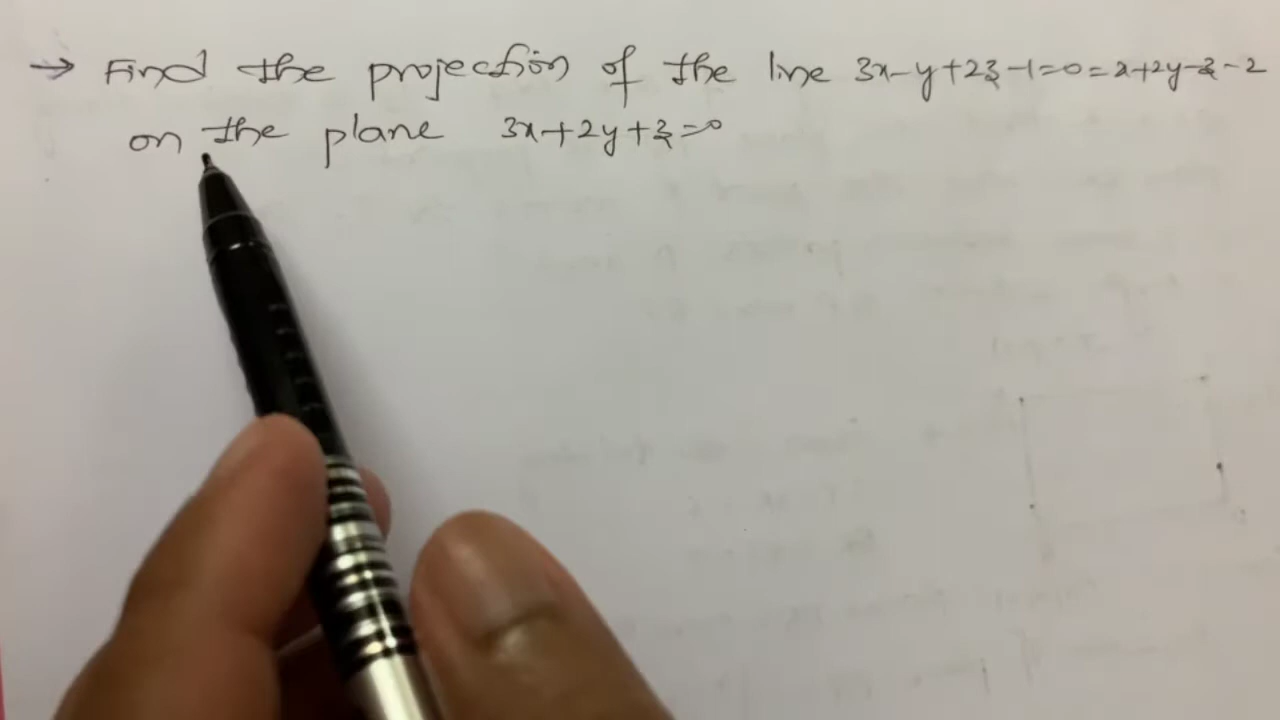 → Find the projection of the line 3x-y+2z-1=0=x+2y-z-2
on the plane 3x+2y+z=0